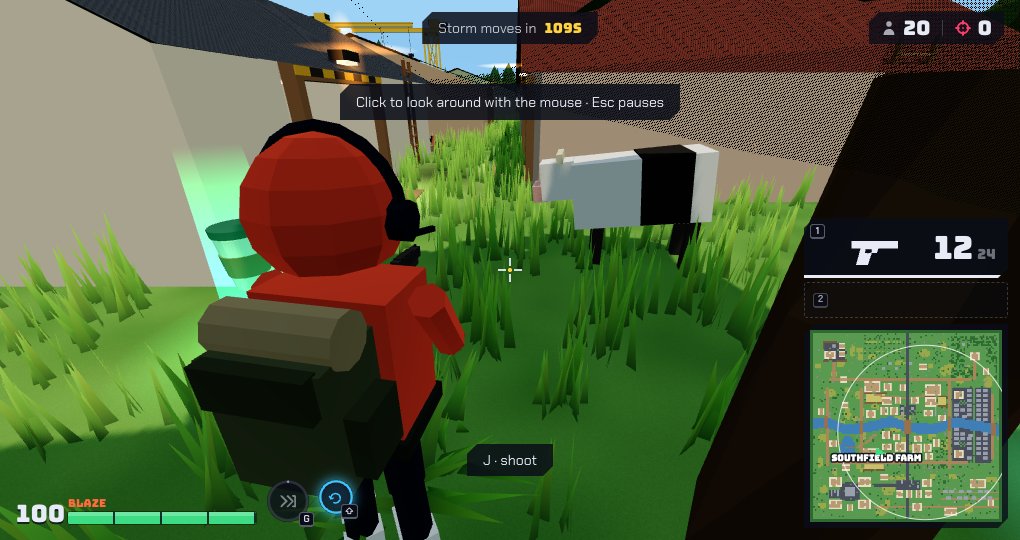 Storm moves in 109S
20 0
Click to look around with the mouse · Esc pauses
1
12 24
2
SOUTHFIELD FARM
J · shoot
BLAZE
100
G